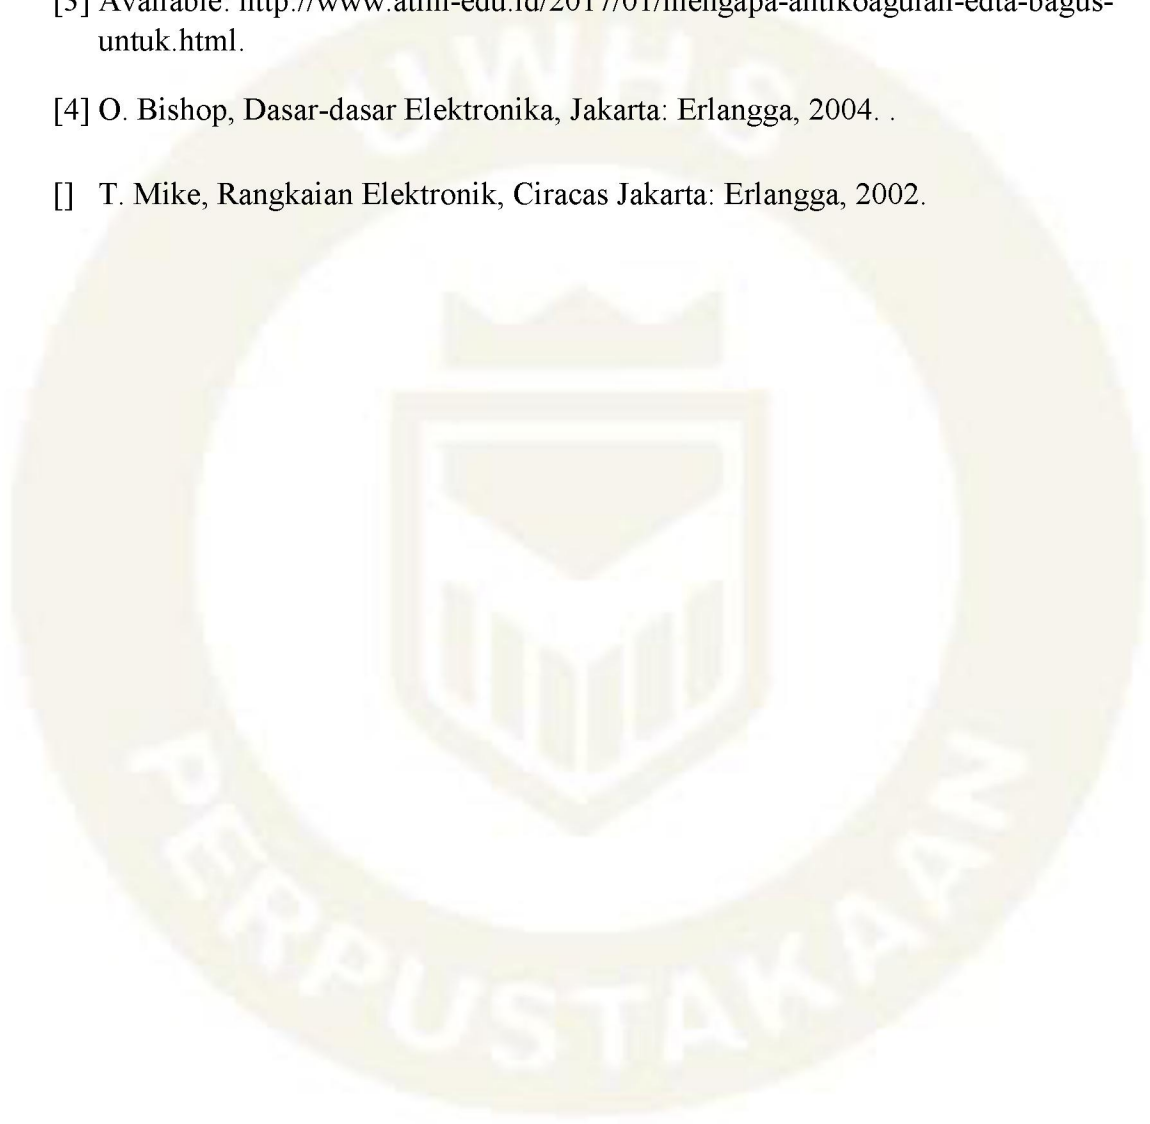 [3] Available: http://www.atlm-edu.id/2017/01/mengapa-antikoagulan-edta-bagus-
untuk.html.
[4] O. Bishop, Dasar-dasar Elektronika, Jakarta: Erlangga, 2004. .
[] T. Mike, Rangkaian Elektronik, Ciracas Jakarta: Erlangga, 2002.
UWHS
PERPUSTAKAAN